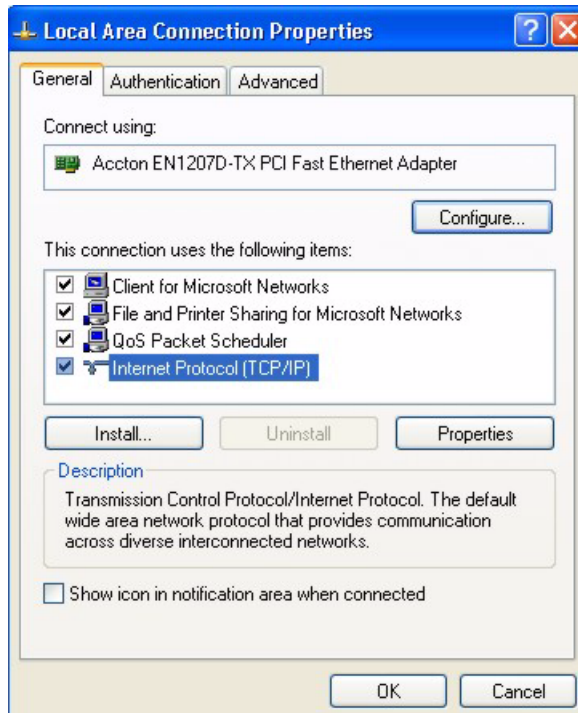 Local Area Connection Properties
General Authentication Advanced
Connect using:
Accton EN1207D-TX PCI Fast Ethernet Adapter
Configure...
This connection uses the following items:
Client for Microsoft Networks
File and Printer Sharing for Microsoft Networks
QoS Packet Scheduler
Internet Protocol (TCP/IP)
Install... Uninstall Properties
Description
Transmission Control Protocol/Internet Protocol. The default
wide area network protocol that provides communication
across diverse interconnected networks.
Show icon in notification area when connected
OK Cancel